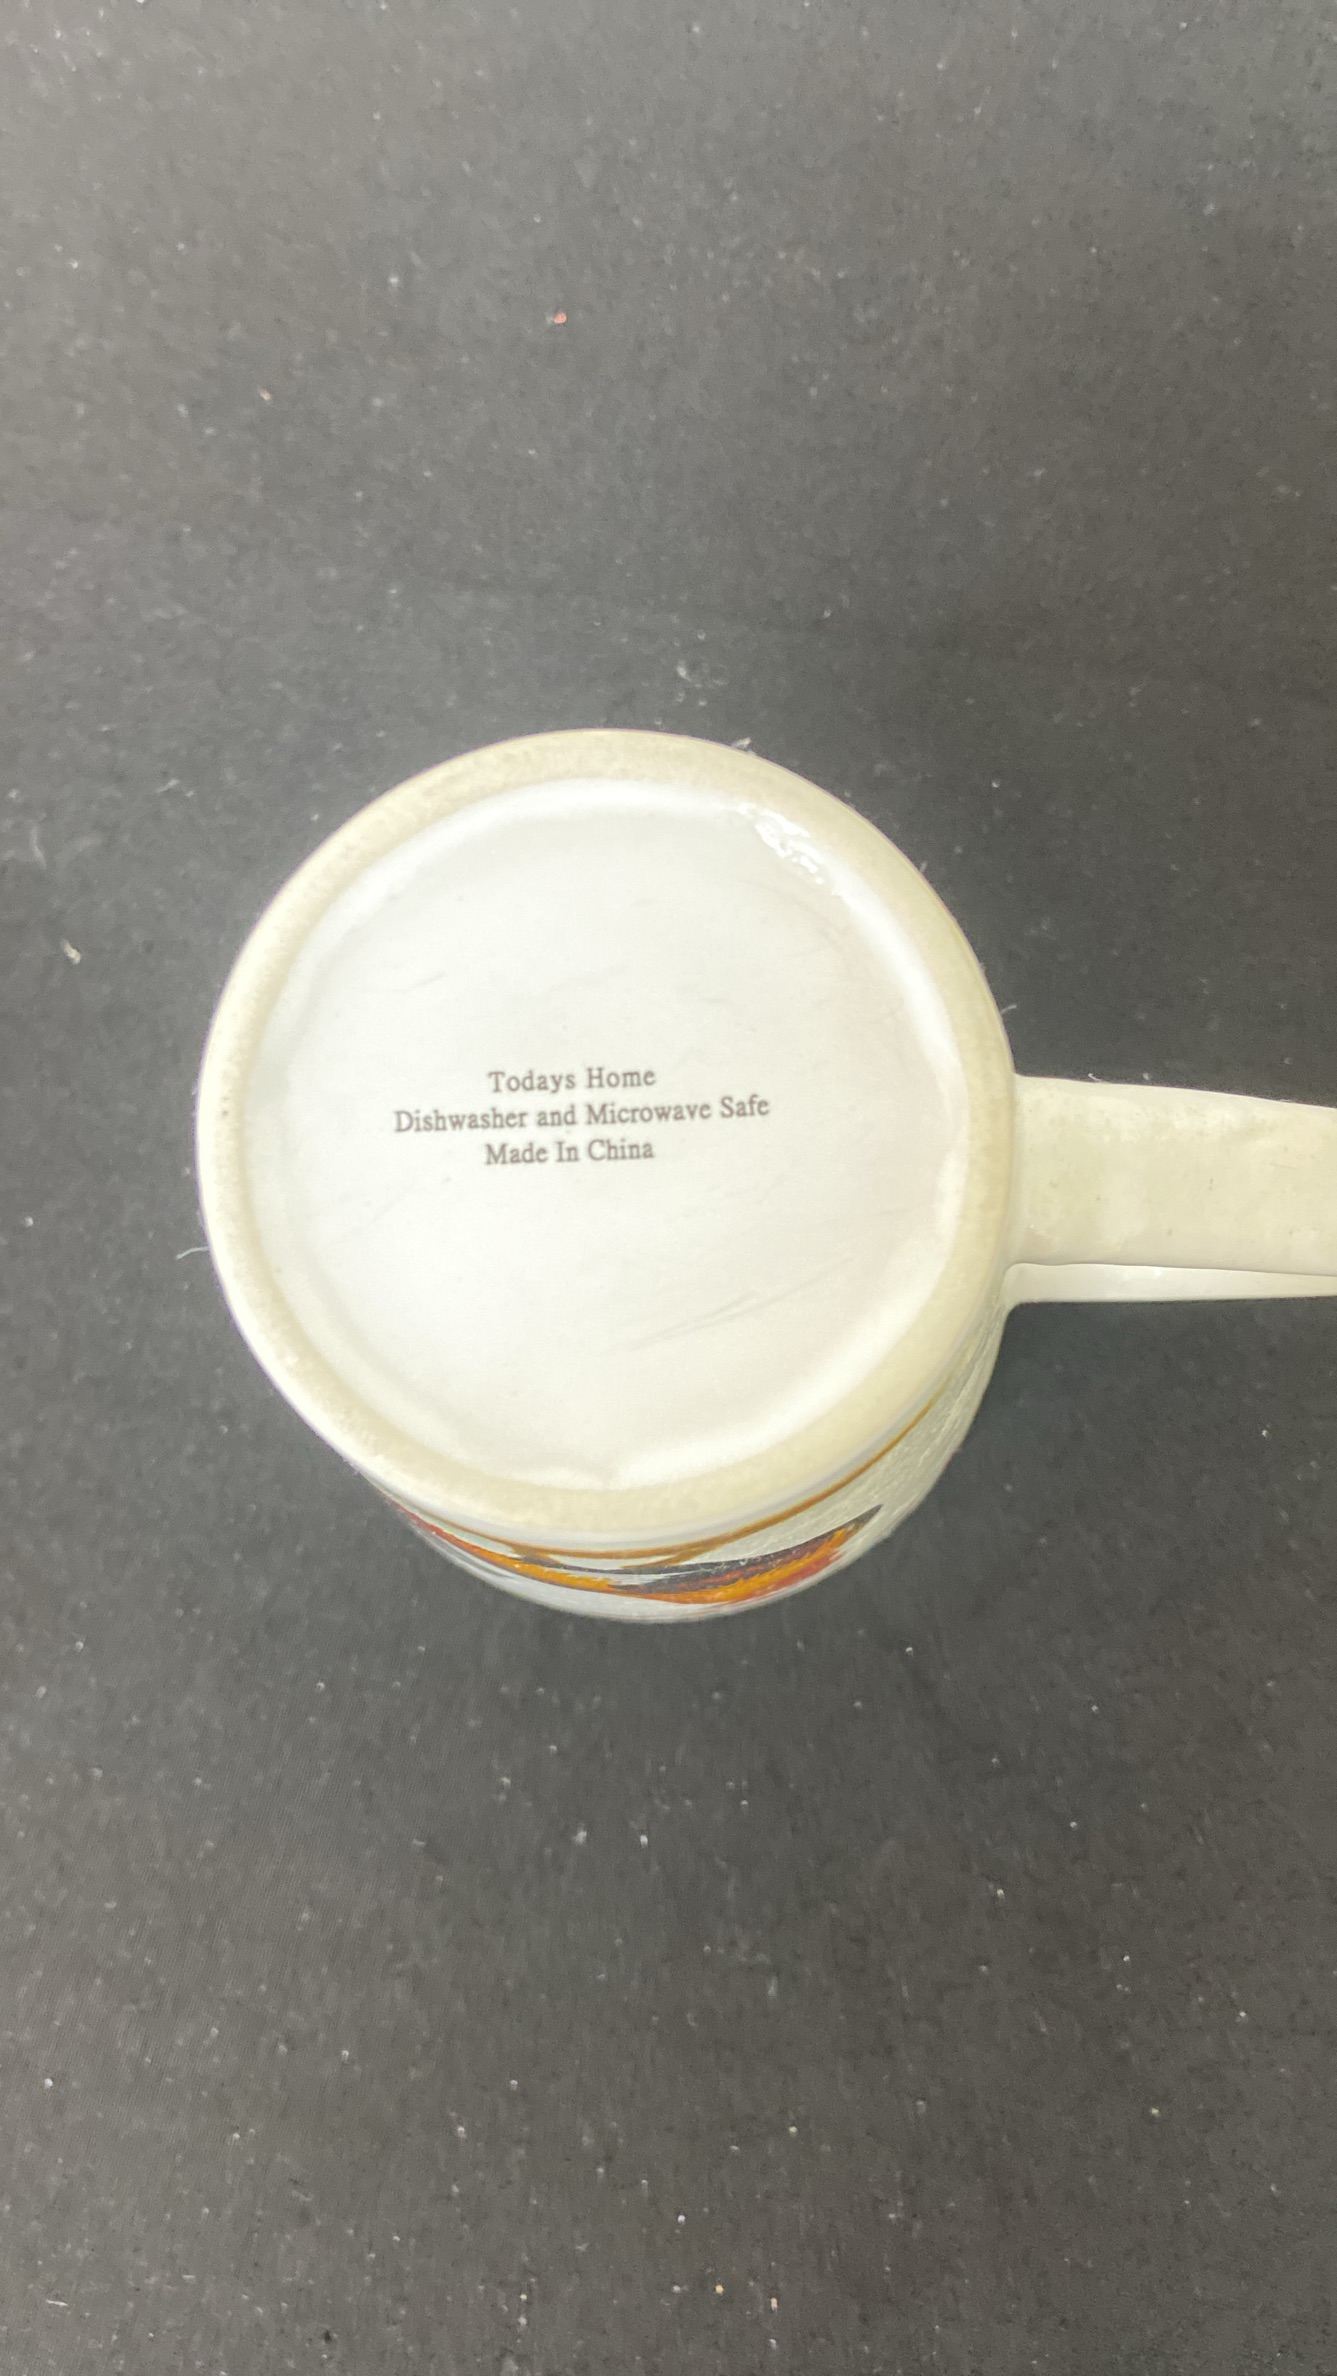 Todays Home
Dishwasher and Microwave Safe
Made In China